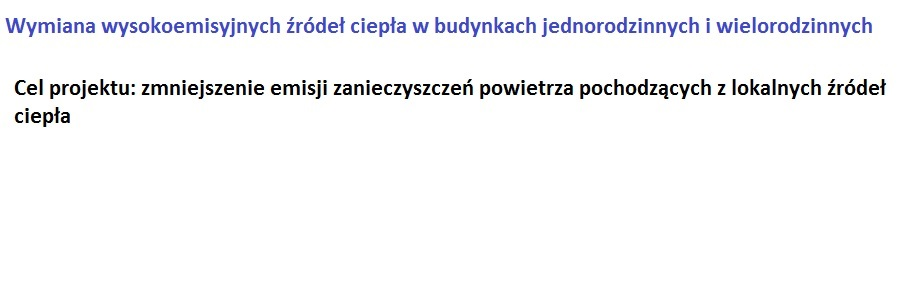 Wymiana wysokoemisyjnych źródeł ciepła w budynkach jednorodzinnych i wielorodzinnych
Cel projektu: zmniejszenie emisji zanieczyszczeń powietrza pochodzących z lokalnych źródeł
ciepła